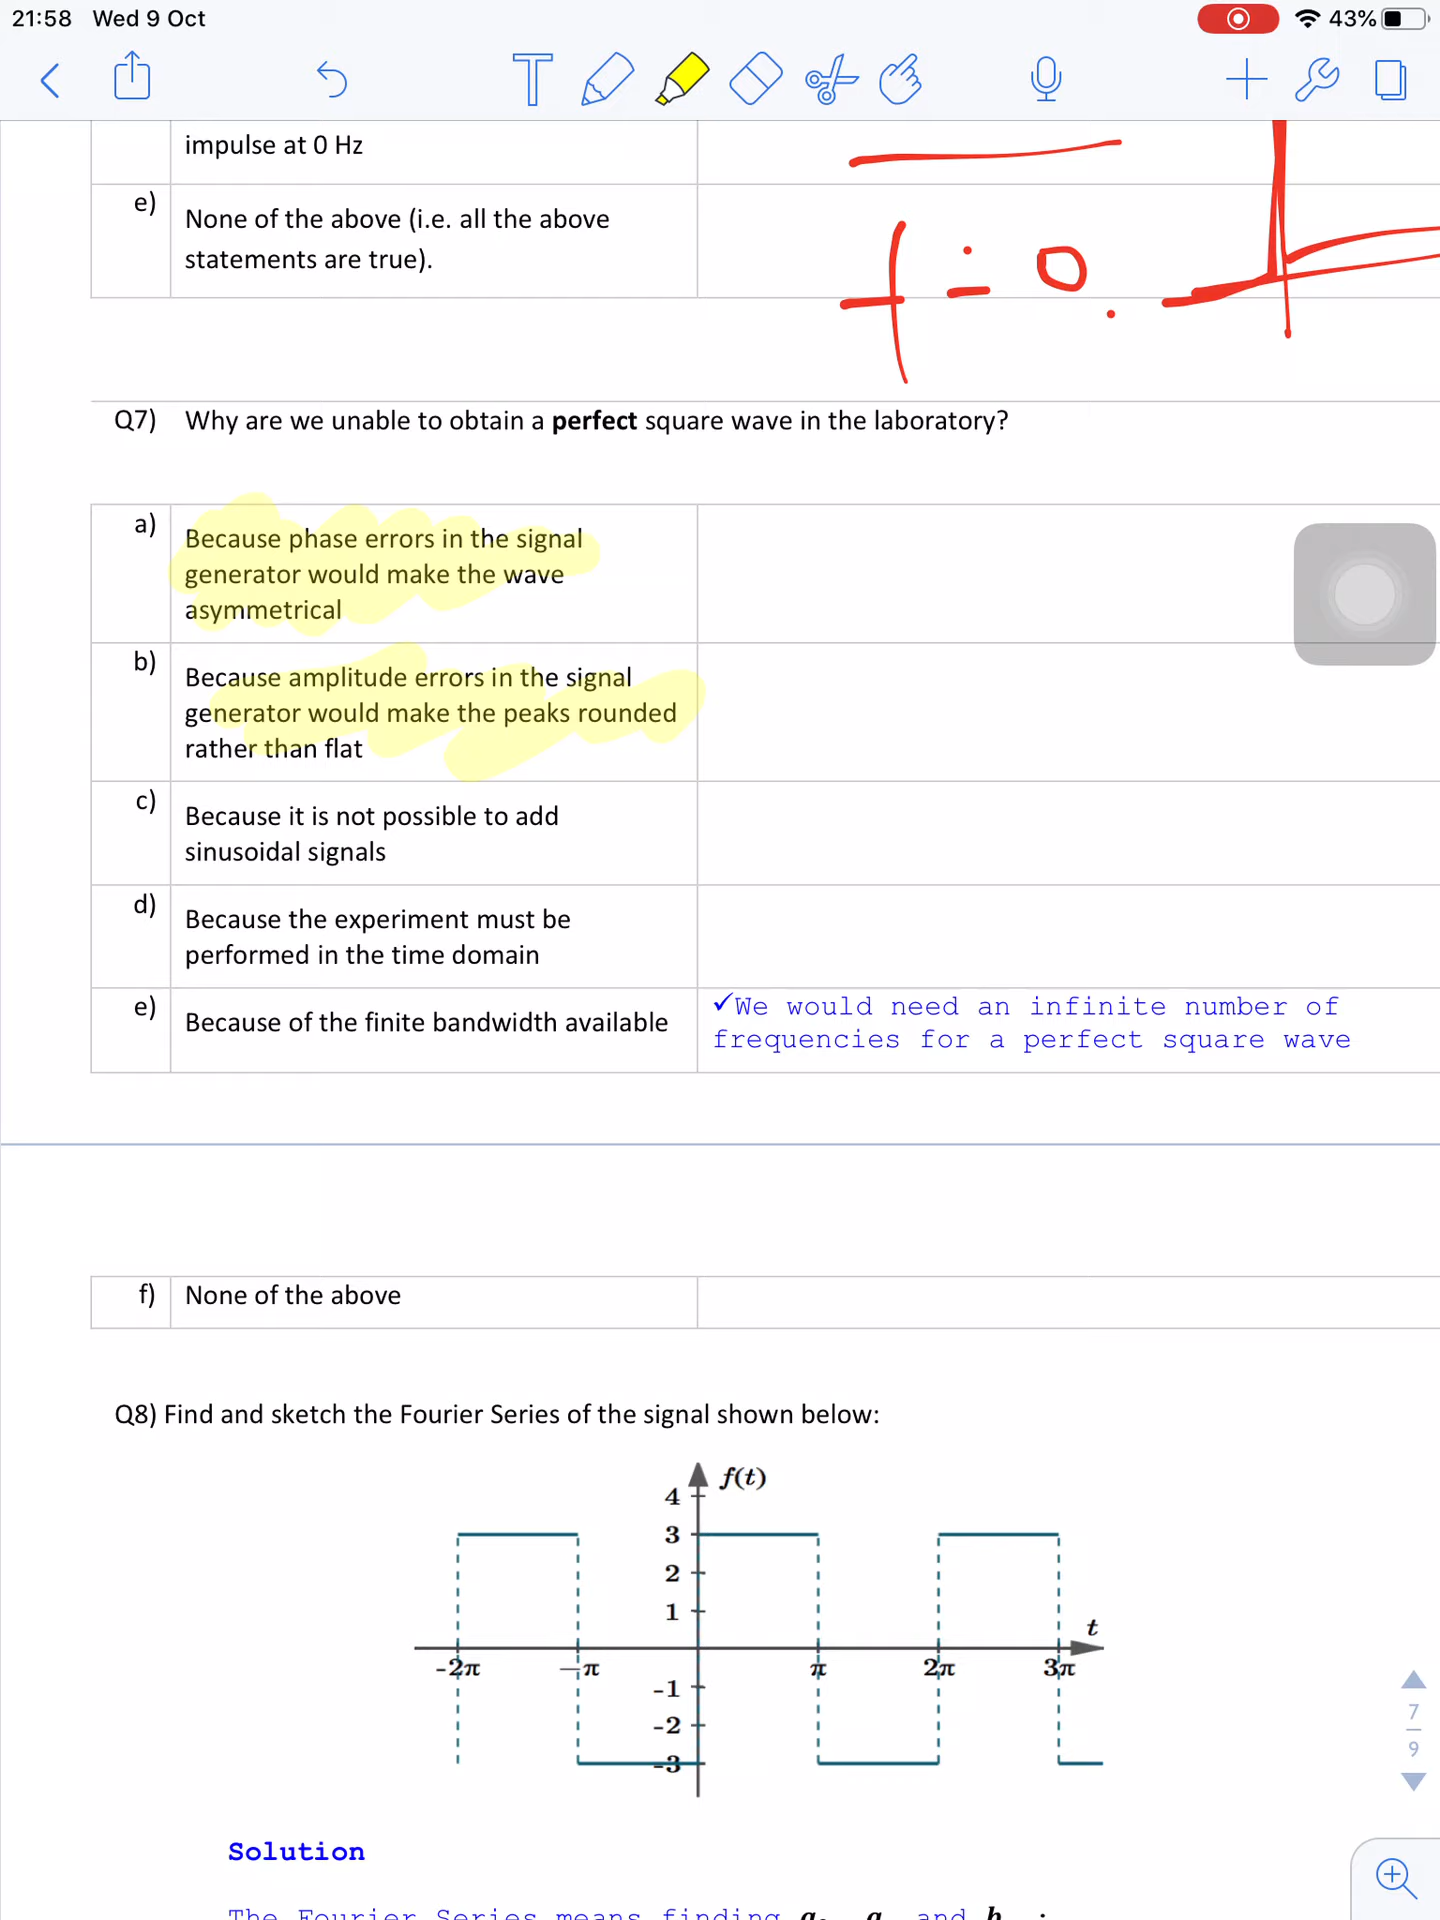 21:58 Wed 9 Oct 43%
T
impulse at 0 Hz
e) None of the above (i.e. all the above
statements are true).
f = 0.
Q7) Why are we unable to obtain a perfect square wave in the laboratory?
a) Because phase errors in the signal
generator would make the wave
asymmetrical
b) Because amplitude errors in the signal
generator would make the peaks rounded
rather than flat
c) Because it is not possible to add
sinusoidal signals
d) Because the experiment must be
performed in the time domain
e) Because of the finite bandwidth available
✓We would need an infinite number of
frequencies for a perfect square wave
f) None of the above
Q8) Find and sketch the Fourier Series of the signal shown below:
f(t)
4
3
2
1
t
-2π −π π 2π 3π
-1
-2
-3
7
9
Solution
The Fourier Series means finding